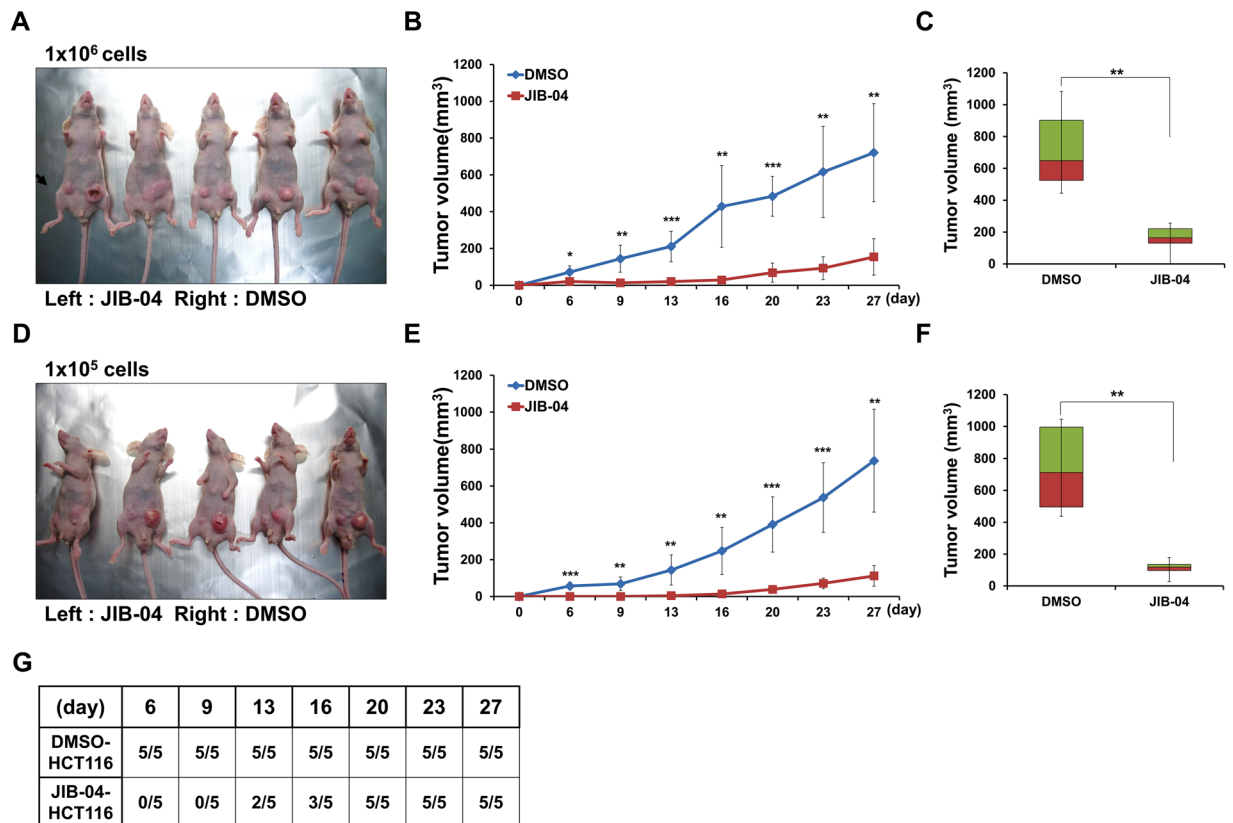 A
1x10⁶ cells
Left : JIB-04 Right : DMSO
B
Tumor volume(mm³)
1200
1000
800
600
400
200
0
DMSO
JIB-04
*
**
***
***
**
***
**
**
0 6 9 13 16 20 23 27 (day)
C
Tumor volume (mm³)
1200
1000
800
600
400
200
0
**
DMSO JIB-04
D
1x10⁵ cells
Left : JIB-04 Right : DMSO
E
Tumor volume(mm³)
1200
1000
800
600
400
200
0
DMSO
JIB-04
***
**
**
**
***
***
**
0 6 9 13 16 20 23 27 (day)
F
Tumor volume (mm³)
1200
1000
800
600
400
200
0
**
DMSO JIB-04
G
(day) 6 9 13 16 20 23 27
DMSO-
HCT116 5/5 5/5 5/5 5/5 5/5 5/5 5/5
JIB-04-
HCT116 0/5 0/5 2/5 3/5 5/5 5/5 5/5